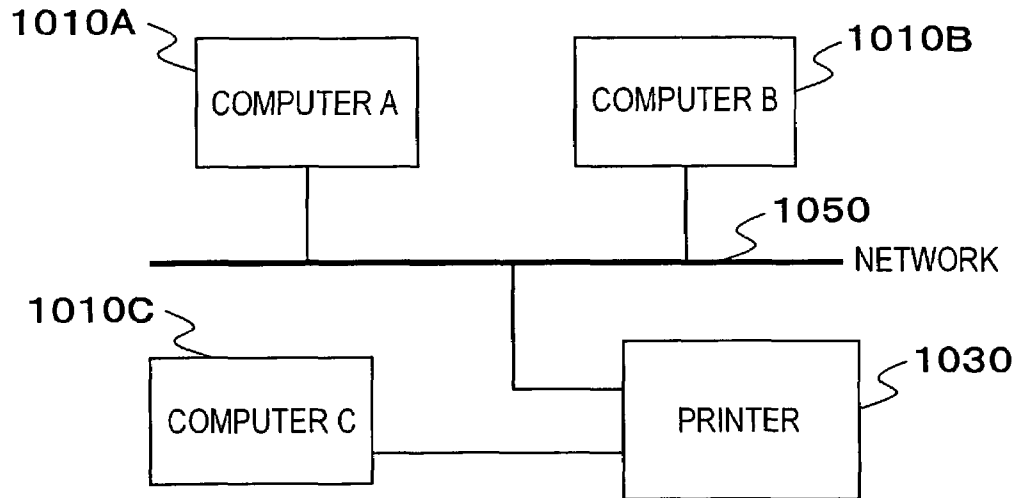 1010A
COMPUTER A
COMPUTER B
1010B
1050
NETWORK
1010C
COMPUTER C
PRINTER
1030